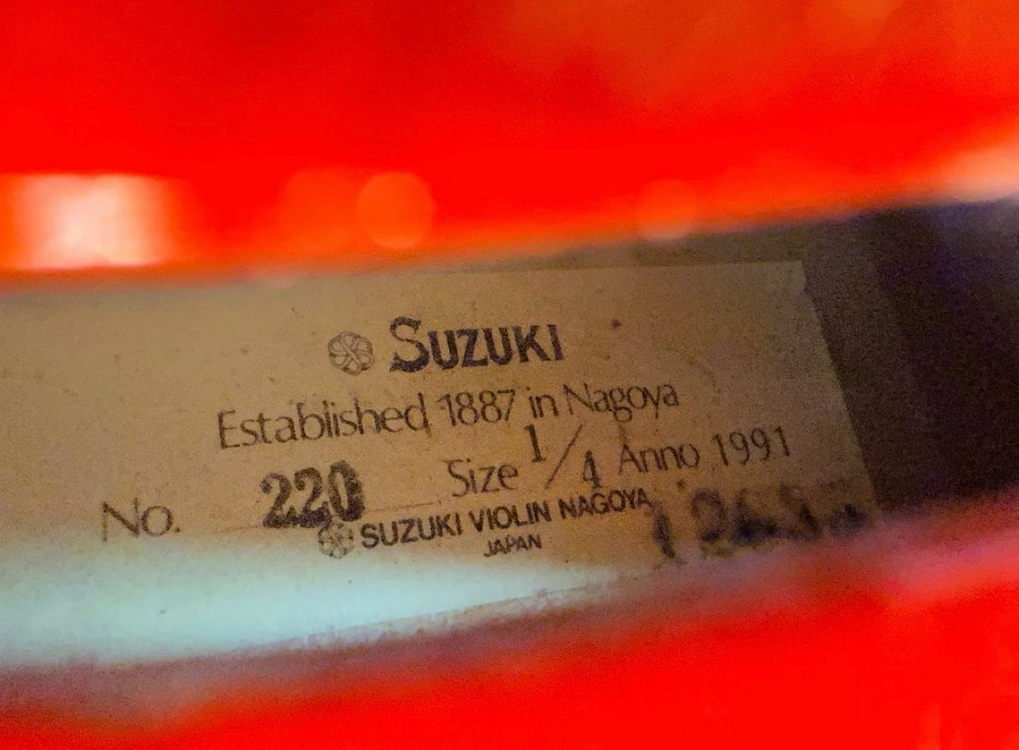 SUZUKI
Established 1887 in Nagoya
No. 220 Size 1/4 Anno 1991
SUZUKI VIOLIN NAGOYA
JAPAN